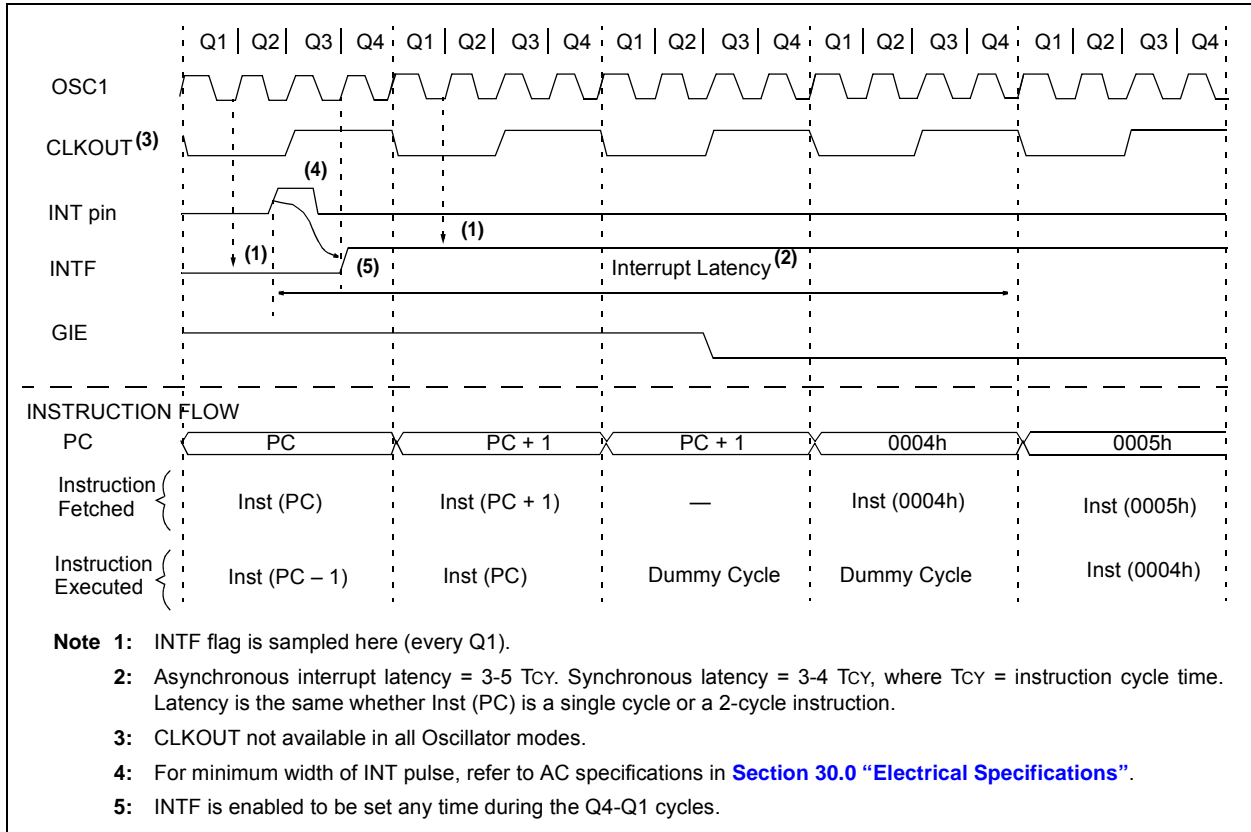 Q1 Q2 Q3 Q4 Q1 Q2 Q3 Q4 Q1 Q2 Q3 Q4 Q1 Q2 Q3 Q4 Q1 Q2 Q3 Q4
OSC1
CLKOUT (3)
(4)
INT pin
(1)
(1)
INTF
(5)
Interrupt Latency (2)
GIE
INSTRUCTION FLOW
PC
PC
PC + 1
PC + 1
0004h
0005h
Instruction
Fetched
Inst (PC)
Inst (PC + 1)
—
Inst (0004h)
Inst (0005h)
Instruction
Executed
Inst (PC – 1)
Inst (PC)
Dummy Cycle
Dummy Cycle
Inst (0004h)
Note 1: INTF flag is sampled here (every Q1).
2: Asynchronous interrupt latency = 3-5 TCY. Synchronous latency = 3-4 TCY, where TCY = instruction cycle time.
Latency is the same whether Inst (PC) is a single cycle or a 2-cycle instruction.
3: CLKOUT not available in all Oscillator modes.
4: For minimum width of INT pulse, refer to AC specifications in Section 30.0 “Electrical Specifications”.
5: INTF is enabled to be set any time during the Q4-Q1 cycles.